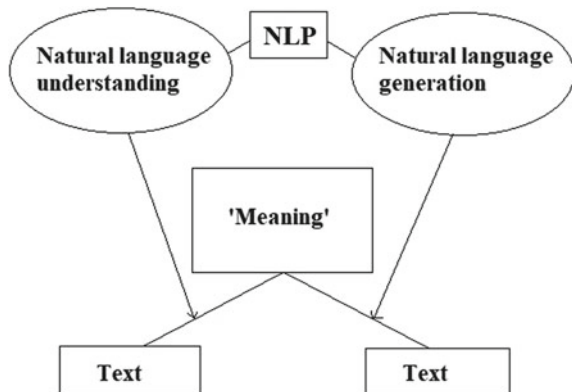 NLP
Natural language
understanding
Natural language
generation
'Meaning'
Text
Text